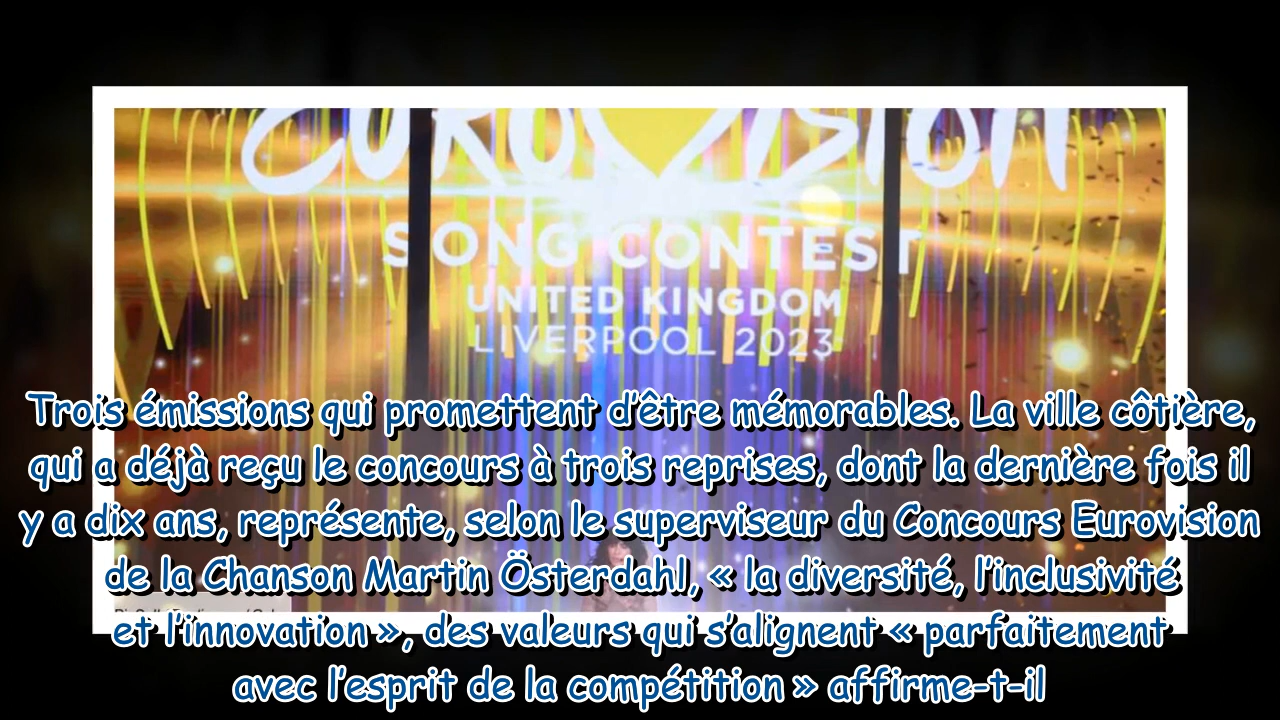 EUROVISION
SONG CONTEST
UNITED KINGDOM
LIVERPOOL 2023
Trois émissions qui promettent d'être mémorables. La ville côtière,
qui a déjà reçu le concours à trois reprises, dont la dernière fois il
y a dix ans, représente, selon le superviseur du Concours Eurovision
de la Chanson Martin Österdahl, « la diversité, l'inclusivité
et l'innovation », des valeurs qui s'alignent « parfaitement
avec l'esprit de la compétition » affirme-t-il